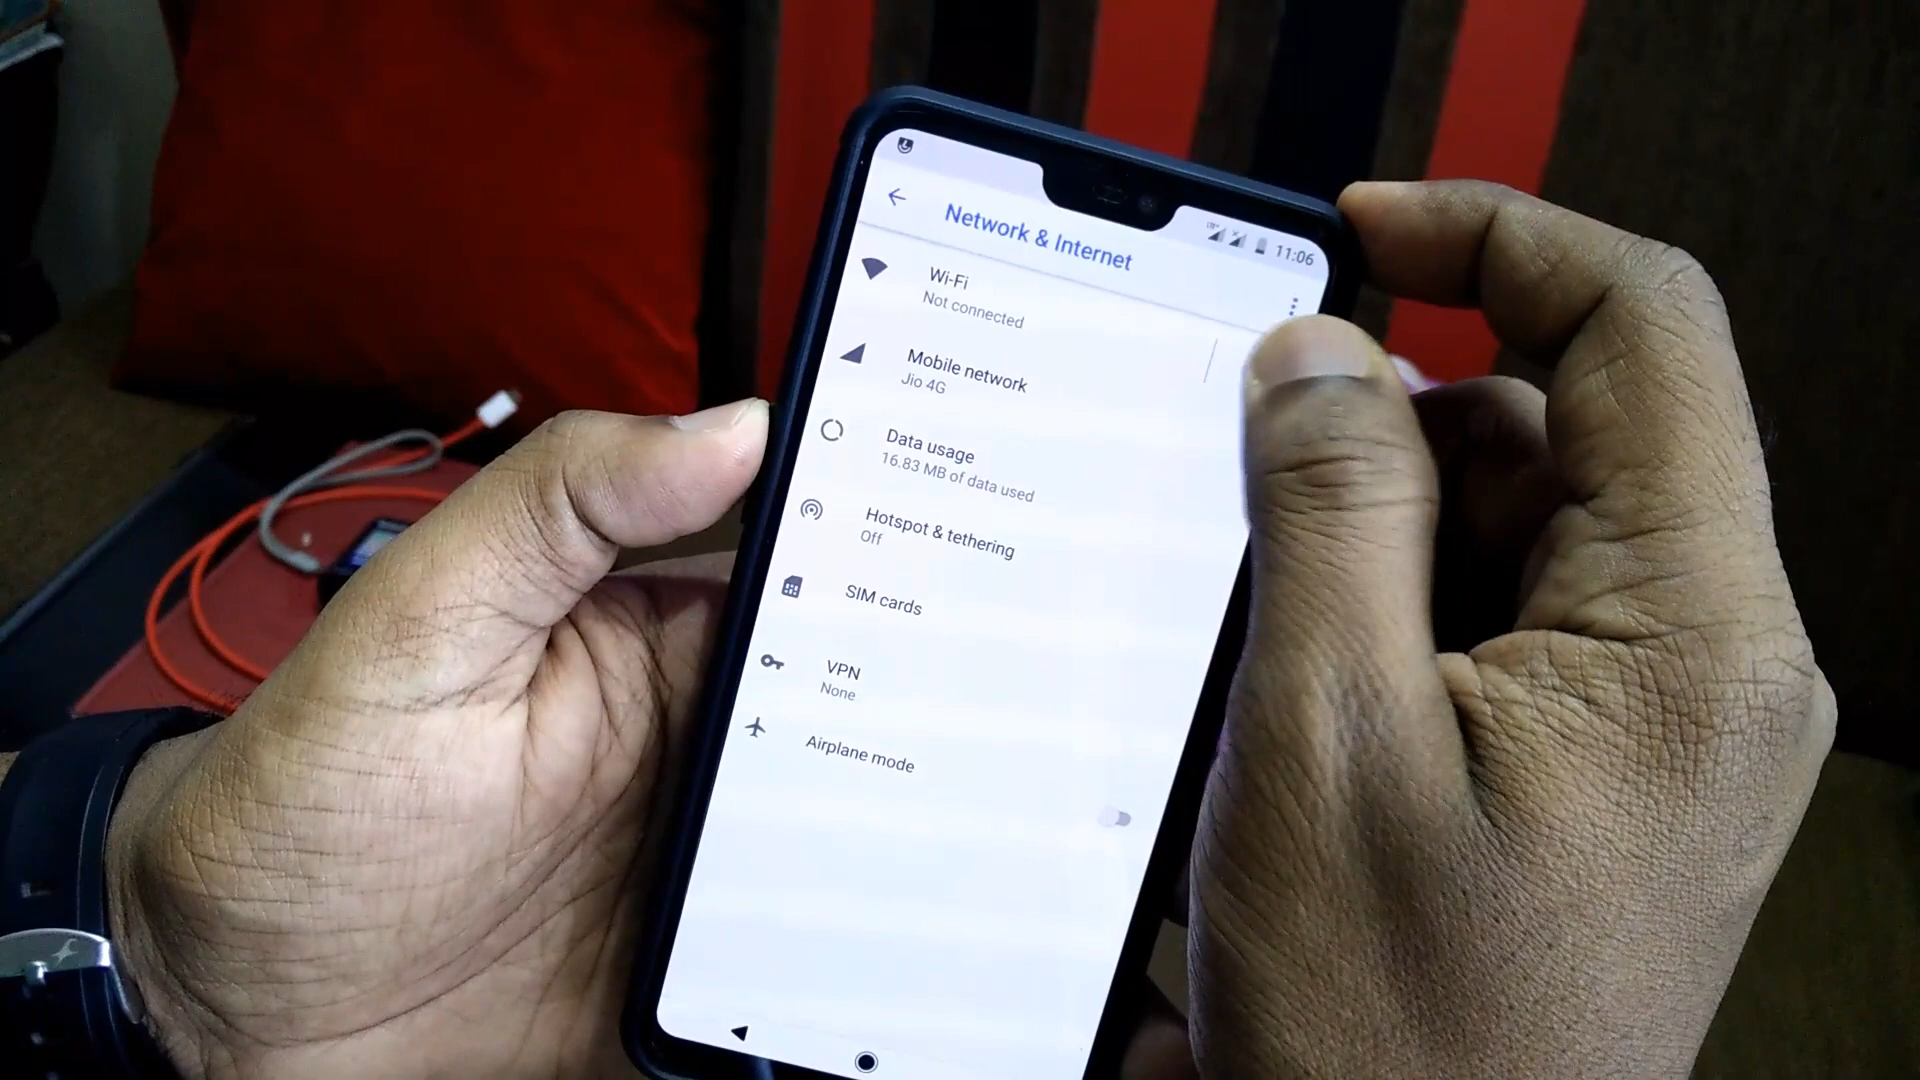 11:06
Network & Internet
Wi-Fi
Not connected
Mobile network
Jio 4G
Data usage
16.83 MB of data used
Hotspot & tethering
Off
SIM cards
VPN
None
Airplane mode